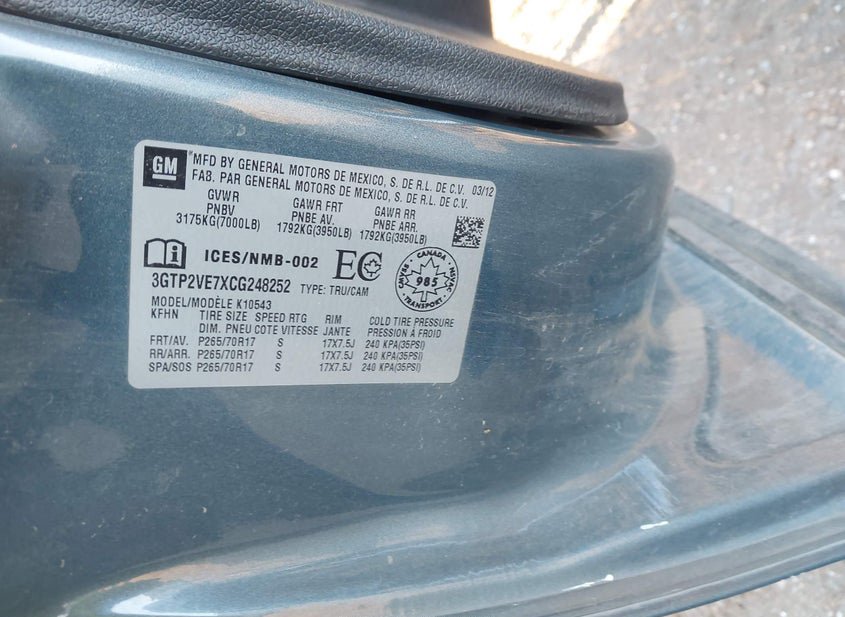 GM
MFD BY GENERAL MOTORS DE MEXICO, S. DE R.L. DE C.V. 03/12
FAB. PAR GENERAL MOTORS DE MEXICO, S. DE R.L. DE C.V.
GVWR GAWR FRT GAWR RR
PNBV PNBE AV. PNBE ARR.
3175KG(7000LB) 1792KG(3950LB) 1792KG(3950LB)
ICES/NMB-002 EC
CANADA
985
TRANSPORT
3GTP2VE7XCG248252 TYPE: TRU/CAM
MODEL/MODÈLE K10543
KFHN TIRE SIZE SPEED RTG RIM COLD TIRE PRESSURE
DIM. PNEU COTE VITESSE JANTE PRESSION À FROID
FRT/AV. P265/70R17 S 17X7.5J 240 KPA(35PSI)
RR/ARR. P265/70R17 S 17X7.5J 240 KPA(35PSI)
SPA/SOS P265/70R17 S 17X7.5J 240 KPA(35PSI)